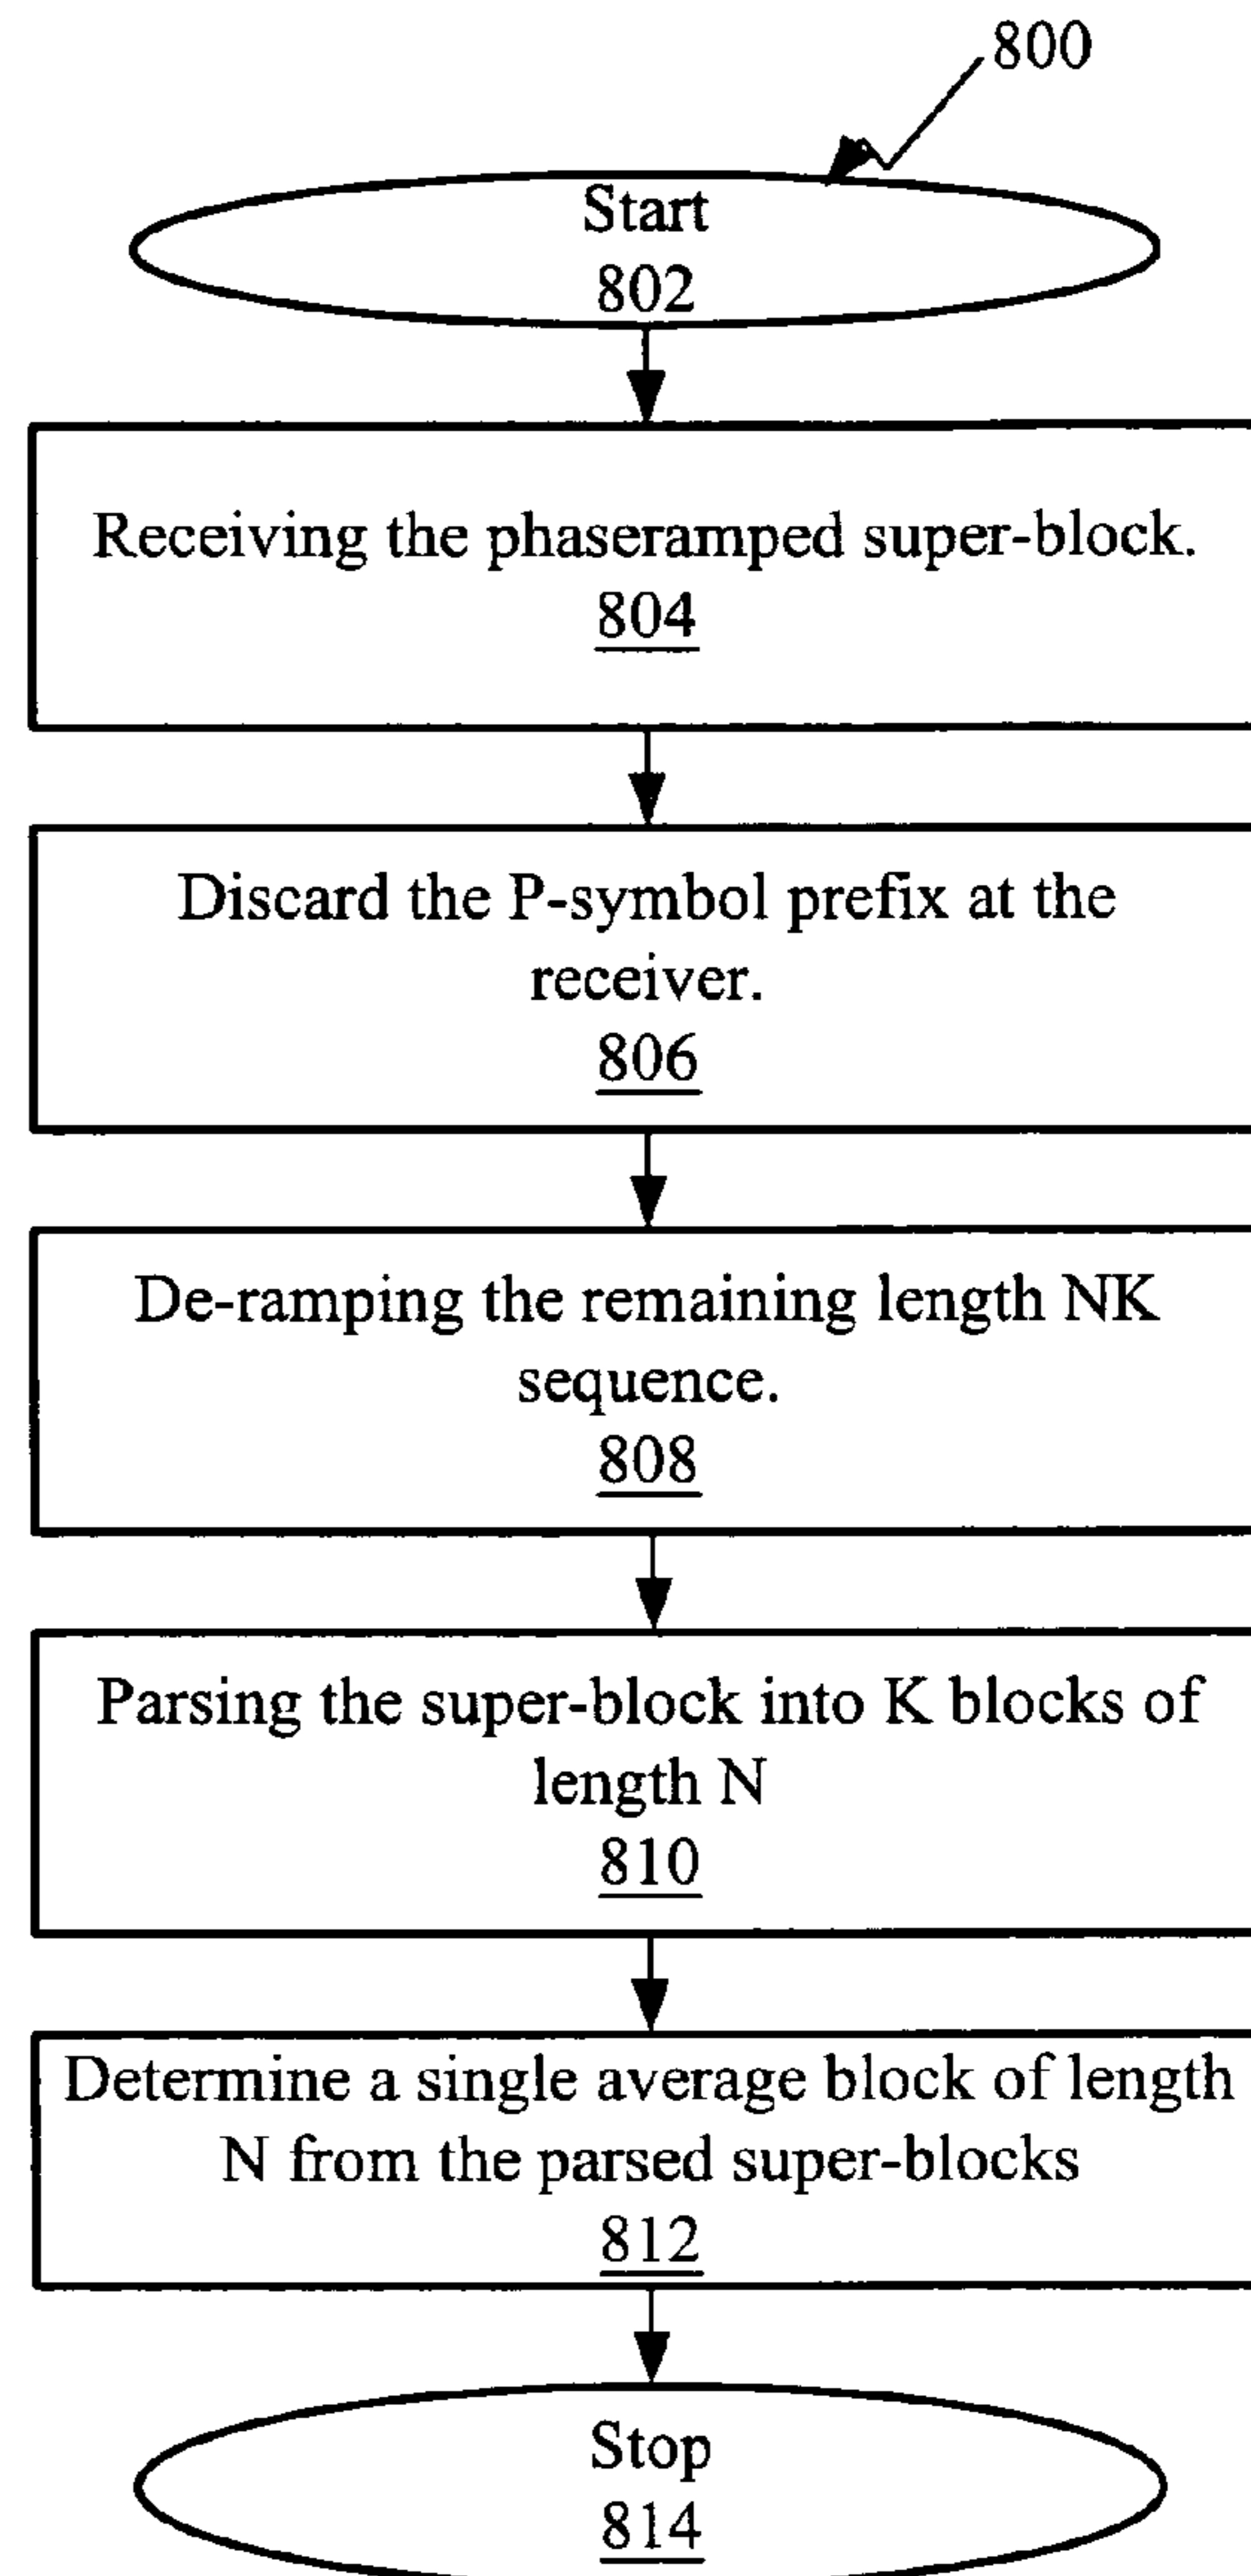 800
Start
802
Receiving the phaseramped super-block.
804
Discard the P-symbol prefix at the
receiver.
806
De-ramping the remaining length NK
sequence.
808
Parsing the super-block into K blocks of
length N
810
Determine a single average block of length
N from the parsed super-blocks
812
Stop
814